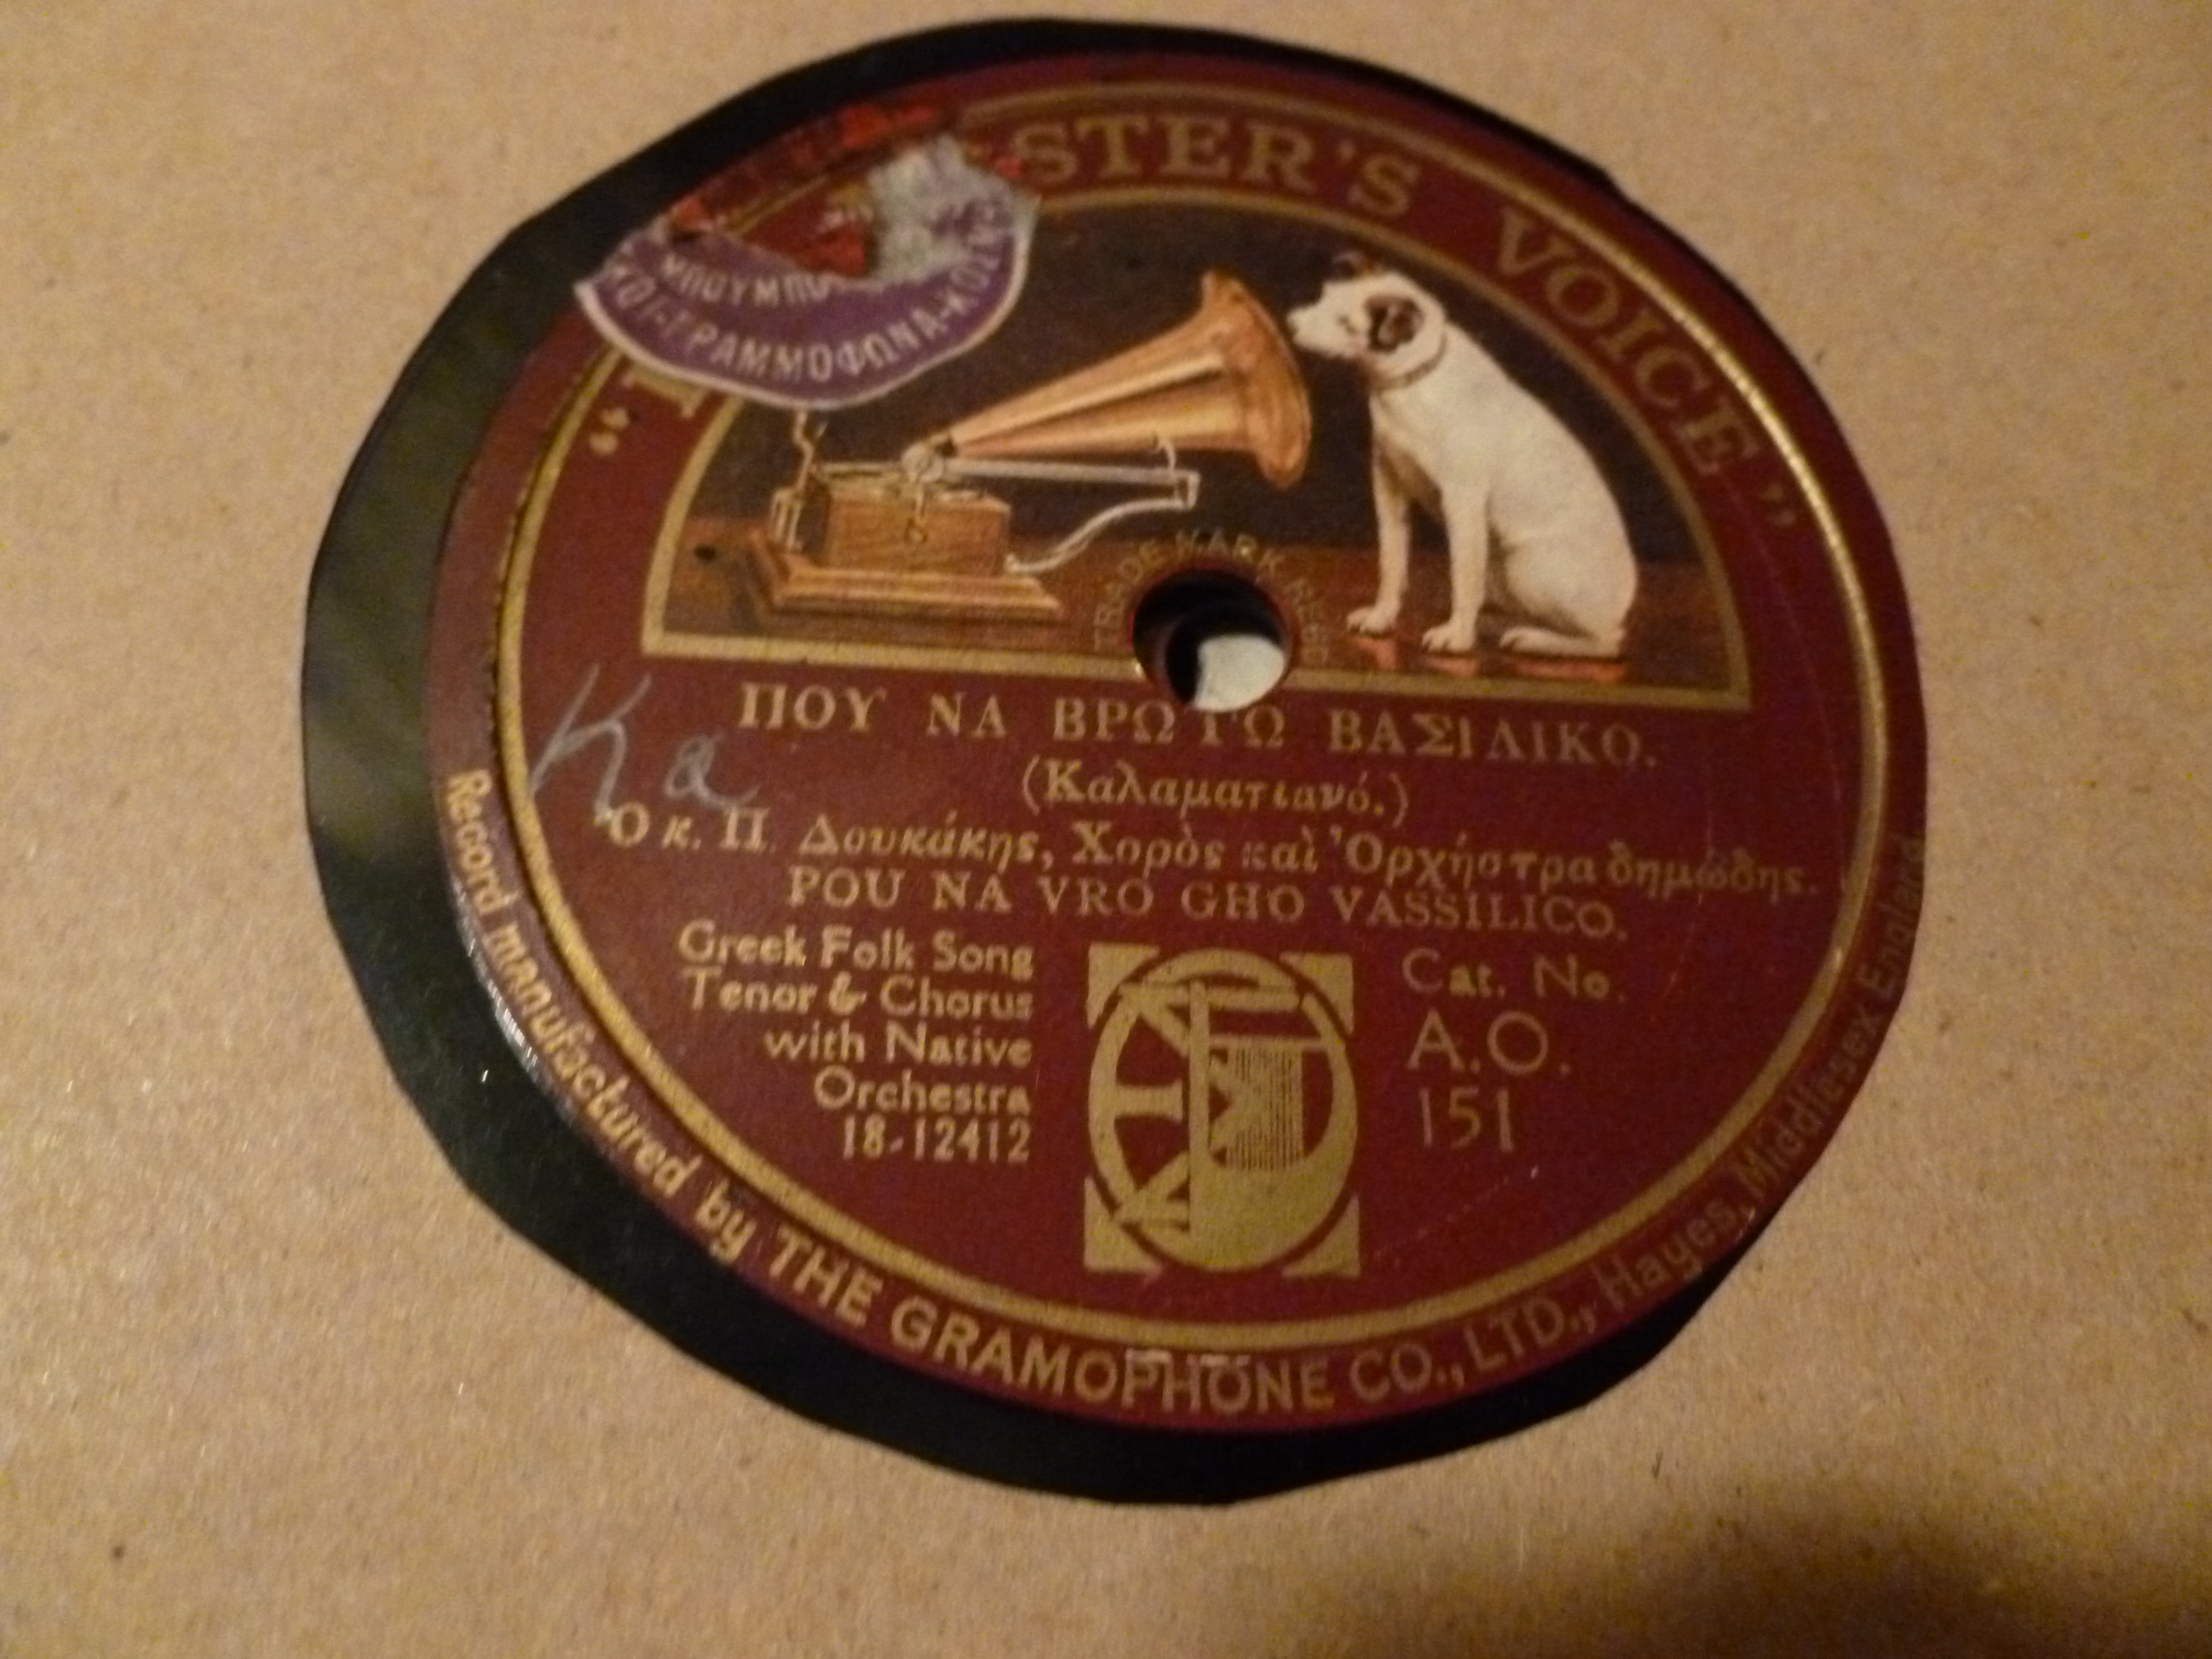 STER'S VOICE"
ΓΡΑΜΜΟΦΩΝΑ
TRADE MARK
ΠΟΥ ΝΑ ΒΡΩ ΓΩ ΒΑΣΙΛΙΚΟ.
(Καλαματιανό.)
Ka
Ὁ κ. Π. Δουκάκης, Χορὸς καὶ Ὀρχήστρα δημώδης.
POU NA VRO GHO VASSILICO.
Greek Folk Song
Tenor & Chorus
with Native
Orchestra
18-12412
Cat. No.
A.O.
151
Record manufactured by THE GRAMOPHONE CO., LTD., Hayes, Middlesex England